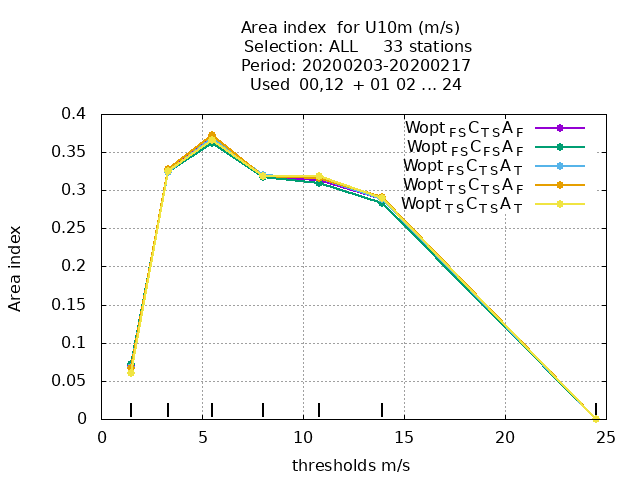 Area index  for U10m (m/s)
Selection: ALL     33 stations
Period: 20200203-20200217
Used  00,12  + 01 02 ... 24
0.4
0.35
0.3
0.25
0.2
0.15
0.1
0.05
0
Area index
Wopt FS C TS A F
Wopt FS C FS A F
Wopt FS C TS A T
Wopt TS C TS A F
Wopt TS C TS A T
0 5 10 15 20 25
thresholds m/s